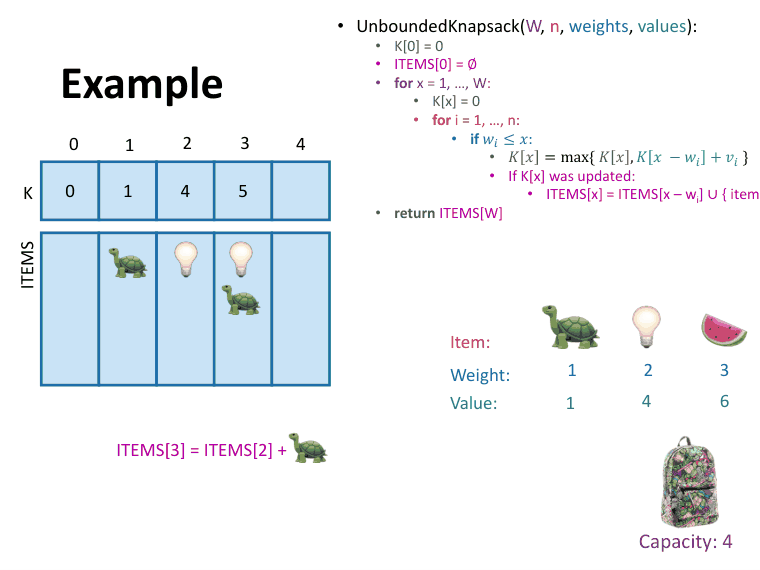 • UnboundedKnapsack(W, n, weights, values):
• K[0] = 0
• ITEMS[0] = ∅
• for x = 1, …, W:
• K[x] = 0
• for i = 1, …, n:
• if wᵢ ≤ x:
• K[x] = max{ K[x], K[x − wᵢ] + vᵢ }
• If K[x] was updated:
• ITEMS[x] = ITEMS[x – wᵢ] ∪ { item
• return ITEMS[W]
Example
0 1 2 3 4
K 0 1 4 5
ITEMS
Item:
Weight: 1 2 3
Value: 1 4 6
ITEMS[3] = ITEMS[2] +
Capacity: 4